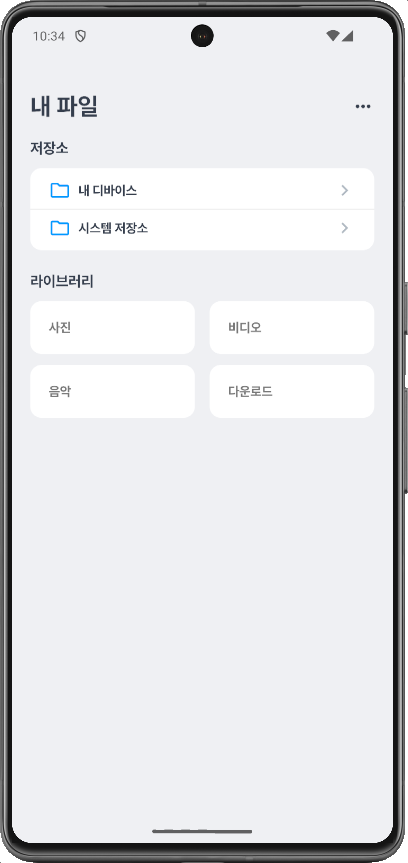 10:34
내 파일
저장소
내 디바이스
시스템 저장소
라이브러리
사진
비디오
음악
다운로드